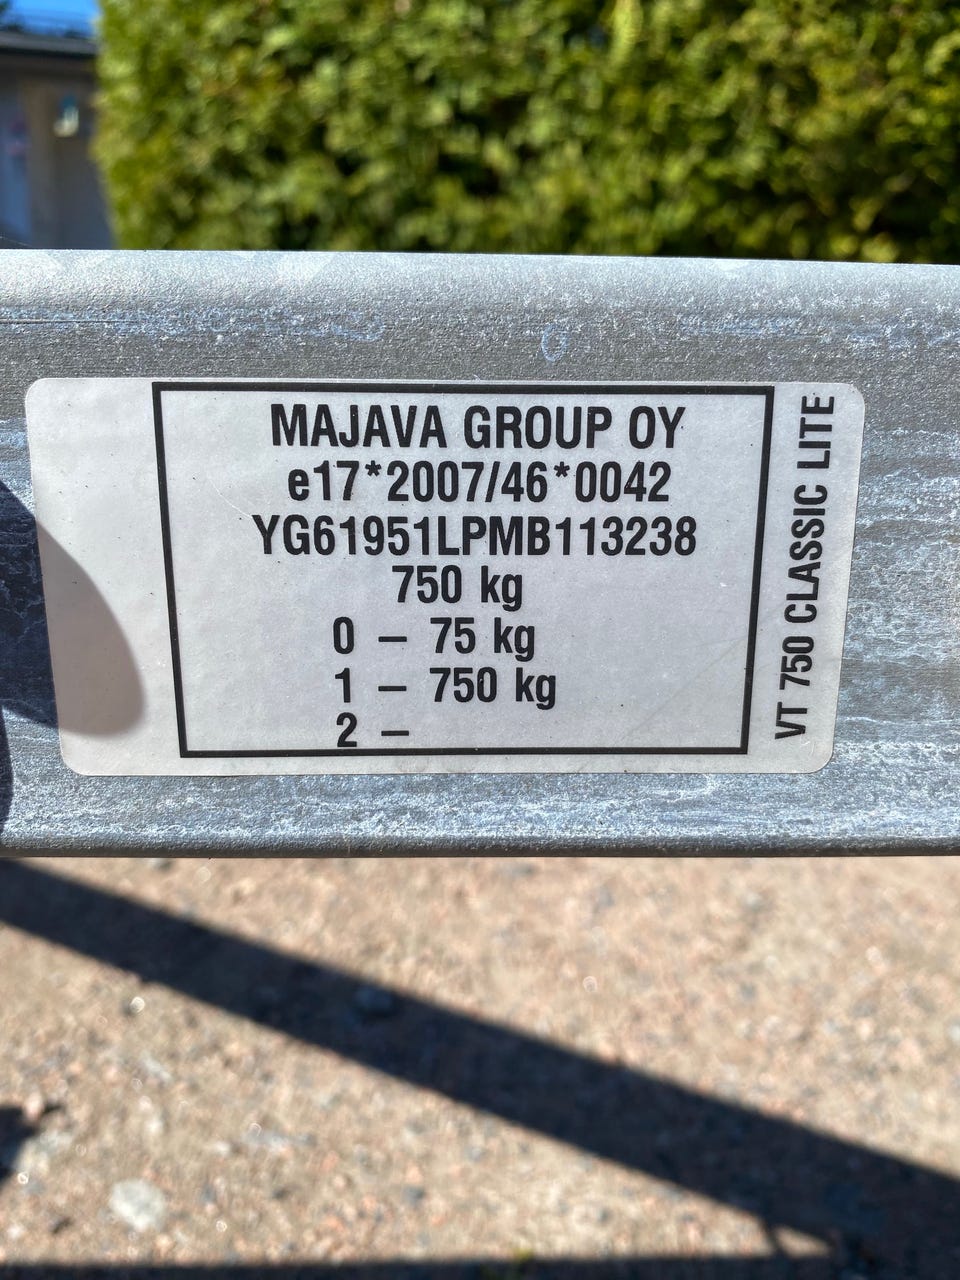 MAJAVA GROUP OY
e17*2007/46*0042
YG61951LPMB113238
750 kg
0 – 75 kg
1 – 750 kg
2 –
VT 750 CLASSIC LITE